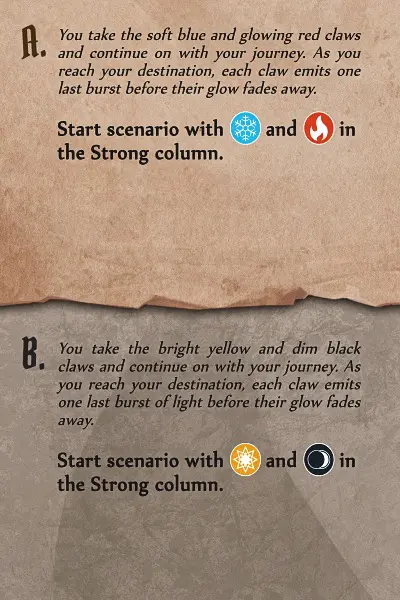 A. You take the soft blue and glowing red claws
and continue on with your journey. As you
reach your destination, each claw emits one
last burst before their glow fades away.
Start scenario with and in
the Strong column.
B. You take the bright yellow and dim black
claws and continue on with your journey. As
you reach your destination, each claw emits
one last burst of light before their glow fades
away.
Start scenario with and in
the Strong column.